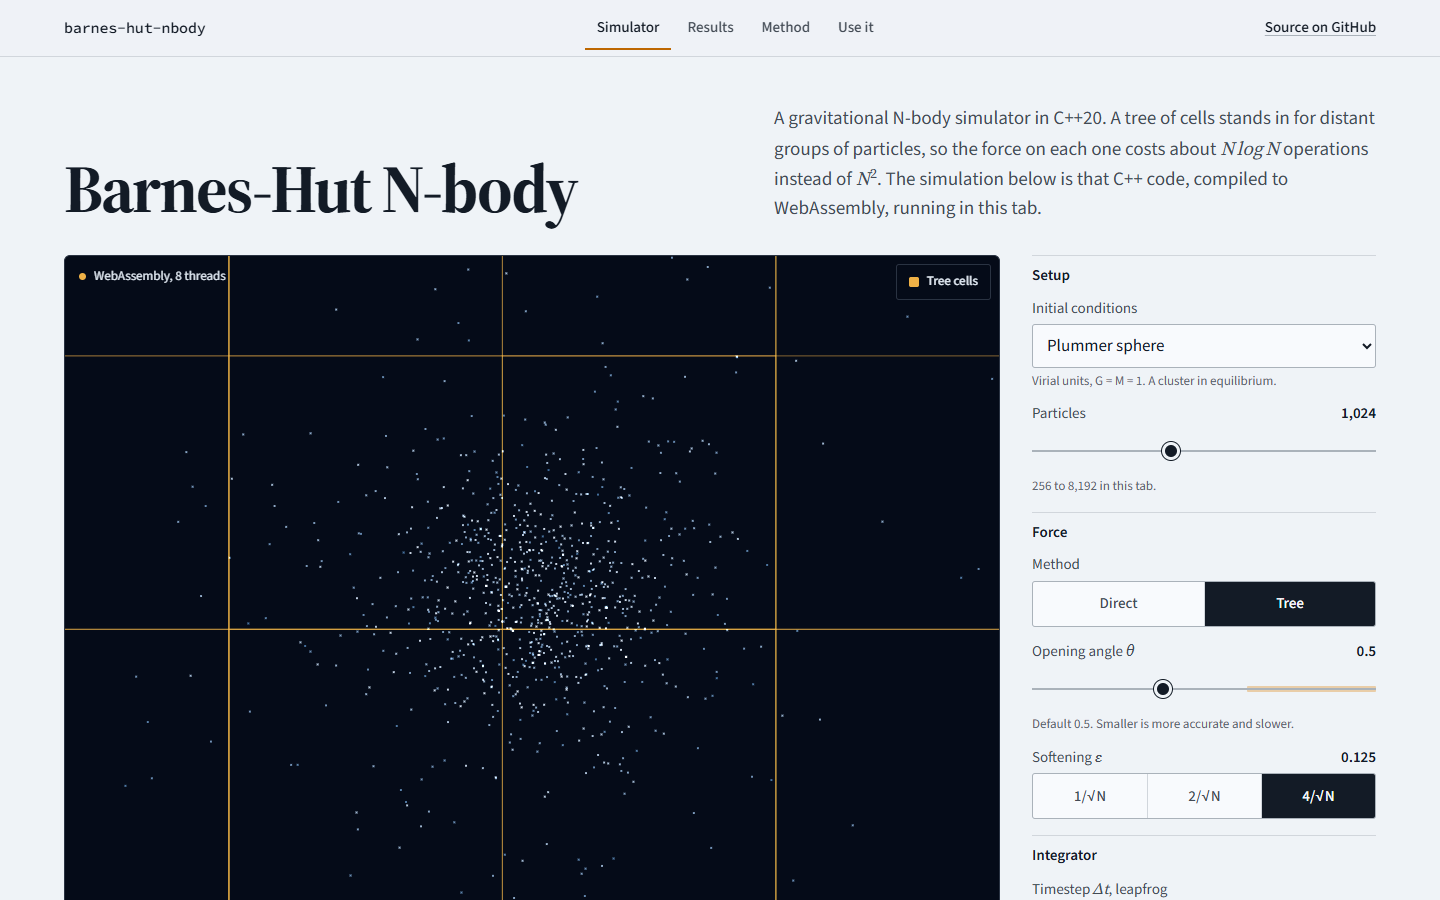 barnes-hut-nbody
Simulator Results Method Use it
Source on GitHub
Barnes-Hut N-body
A gravitational N-body simulator in C++20. A tree of cells stands in for distant
groups of particles, so the force on each one costs about N log N operations
instead of N². The simulation below is that C++ code, compiled to
WebAssembly, running in this tab.
WebAssembly, 8 threads
Tree cells
Setup
Initial conditions
Plummer sphere
Virial units, G = M = 1. A cluster in equilibrium.
Particles 1,024
256 to 8,192 in this tab.
Force
Method
Direct Tree
Opening angle θ 0.5
Default 0.5. Smaller is more accurate and slower.
Softening ε 0.125
1/√N 2/√N 4/√N
Integrator
Timestep Δt, leapfrog